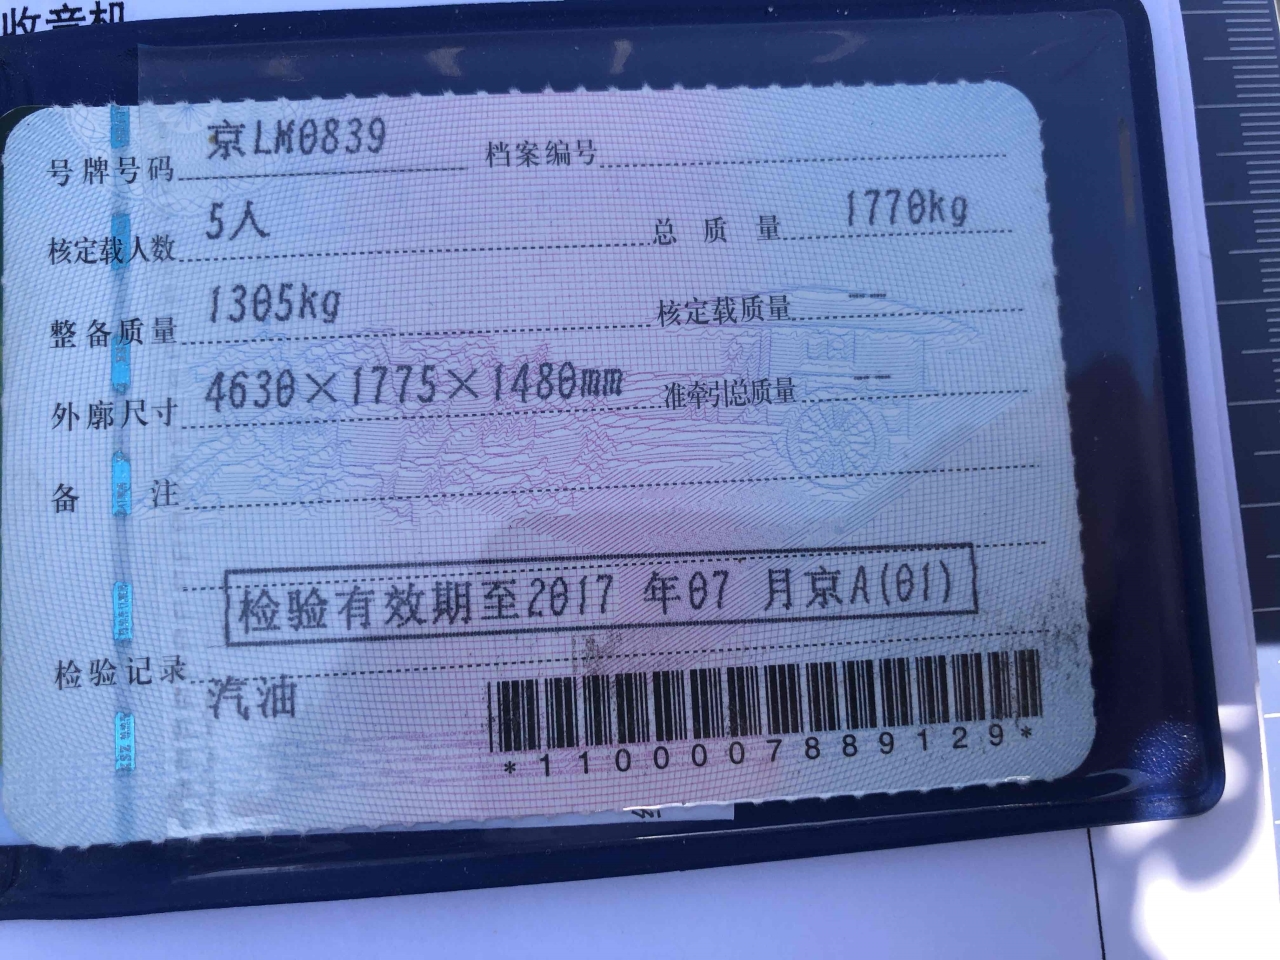 收音机
号牌号码 京LM0839 档案编号
核定载人数 5人 总质量 1770kg
整备质量 1305kg 核定载质量 --
外廓尺寸 4630×1775×1480mm 准牵引总质量 --
备注
检验有效期至2017 年07 月京A(01)
检验记录
汽油
*1100007889129*